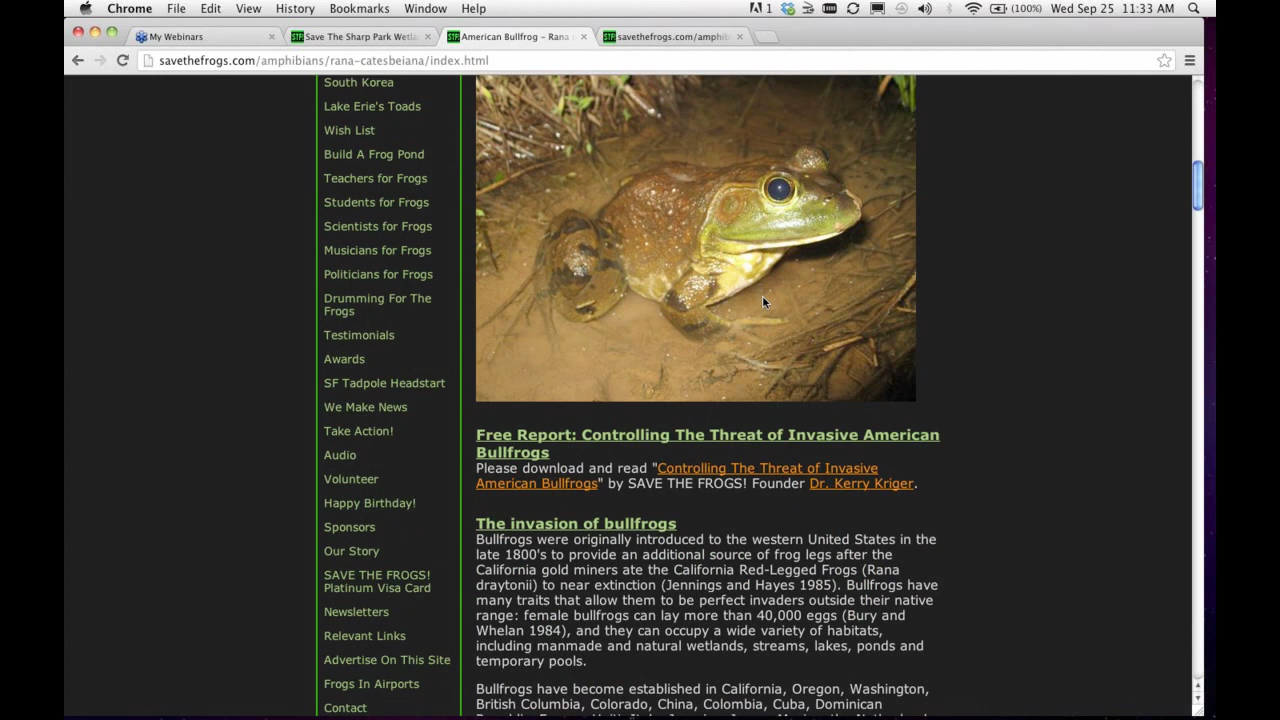 Chrome File Edit View History Bookmarks Window Help 1 (100%) Wed Sep 25 11:33 AM
My Webinars
Save The Sharp Park Wetla
American Bullfrog – Rana
savethefrogs.com/amphib
savethefrogs.com/amphibians/rana-catesbeiana/index.html
South Korea
Lake Erie's Toads
Wish List
Build A Frog Pond
Teachers for Frogs
Students for Frogs
Scientists for Frogs
Musicians for Frogs
Politicians for Frogs
Drumming For The
Frogs
Testimonials
Awards
SF Tadpole Headstart
We Make News
Take Action!
Audio
Volunteer
Happy Birthday!
Sponsors
Our Story
SAVE THE FROGS!
Platinum Visa Card
Newsletters
Relevant Links
Advertise On This Site
Frogs In Airports
Contact
Free Report: Controlling The Threat of Invasive American
Bullfrogs
Please download and read "Controlling The Threat of Invasive
American Bullfrogs" by SAVE THE FROGS! Founder Dr. Kerry Kriger.
The invasion of bullfrogs
Bullfrogs were originally introduced to the western United States in the
late 1800's to provide an additional source of frog legs after the
California gold miners ate the California Red-Legged Frogs (Rana
draytonii) to near extinction (Jennings and Hayes 1985). Bullfrogs have
many traits that allow them to be perfect invaders outside their native
range: female bullfrogs can lay more than 40,000 eggs (Bury and
Whelan 1984), and they can occupy a wide variety of habitats,
including manmade and natural wetlands, streams, lakes, ponds and
temporary pools.
Bullfrogs have become established in California, Oregon, Washington,
British Columbia, Colorado, China, Colombia, Cuba, Dominican